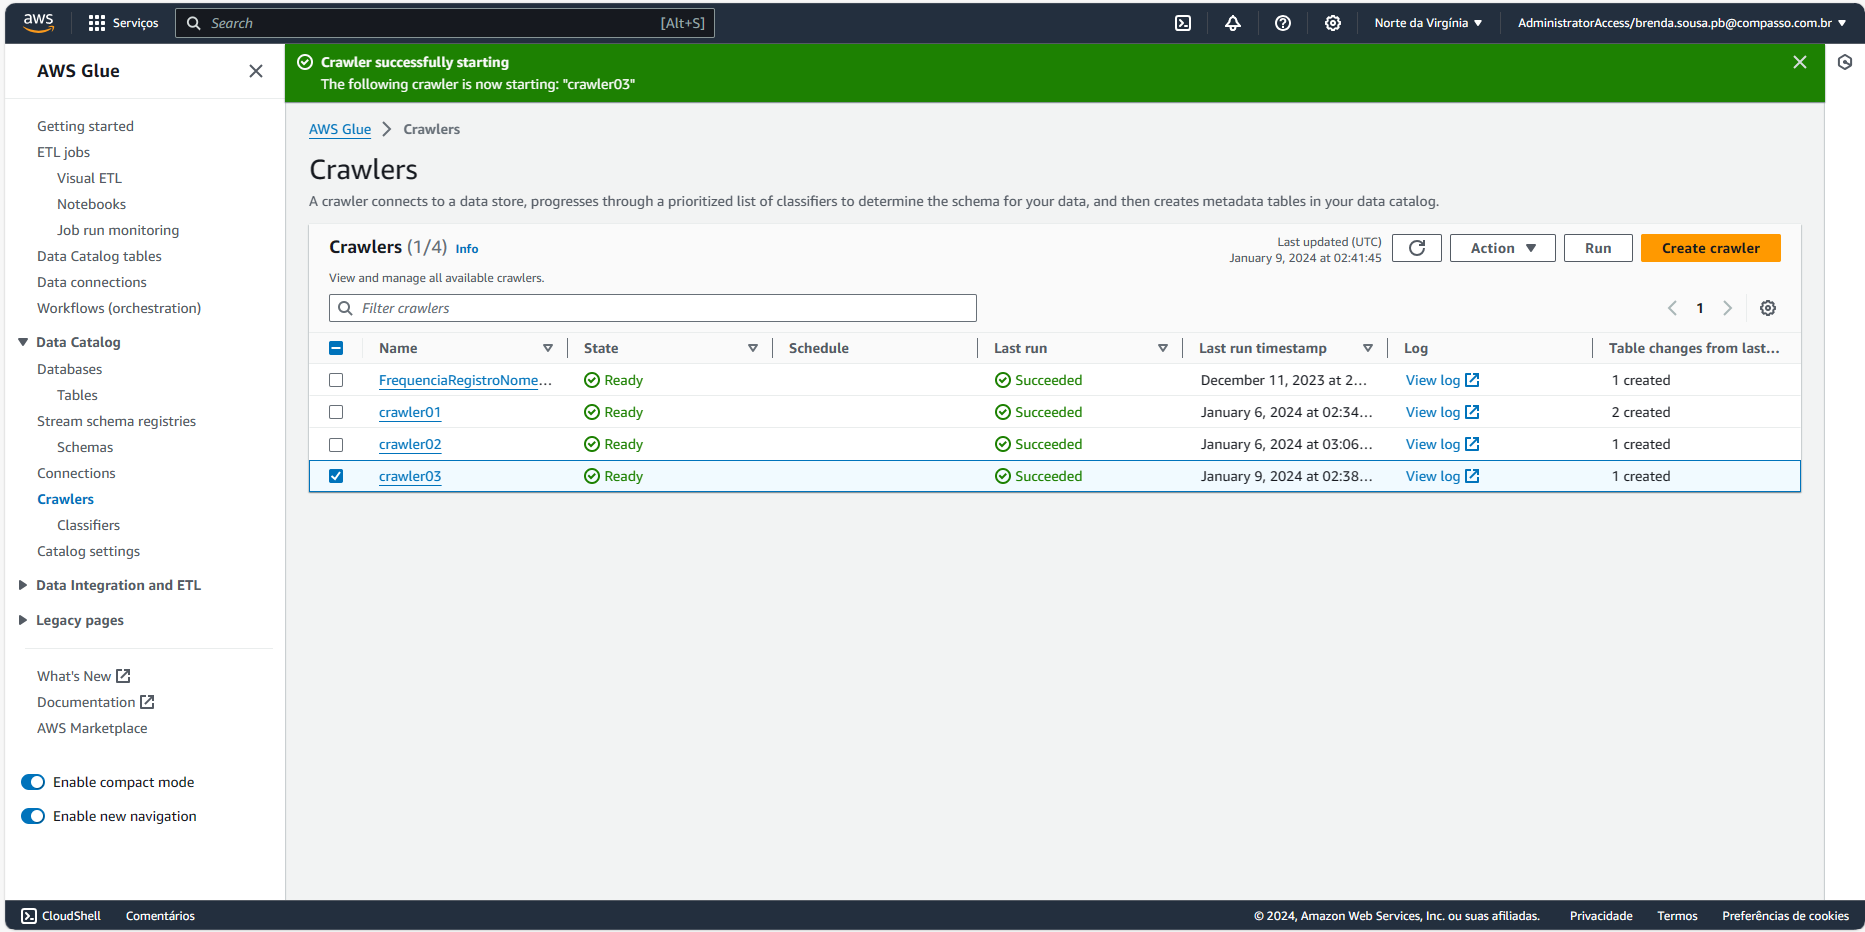 aws
Serviços
Search
[Alt+S]
Norte da Virgínia
AdministratorAccess/brenda.sousa.pb@compasso.com.br
AWS Glue
Getting started
ETL jobs
Visual ETL
Notebooks
Job run monitoring
Data Catalog tables
Data connections
Workflows (orchestration)
Data Catalog
Databases
Tables
Stream schema registries
Schemas
Connections
Crawlers
Classifiers
Catalog settings
Data Integration and ETL
Legacy pages
What's New
Documentation
AWS Marketplace
Enable compact mode
Enable new navigation
Crawler successfully starting
The following crawler is now starting: "crawler03"
AWS Glue > Crawlers
Crawlers
A crawler connects to a data store, progresses through a prioritized list of classifiers to determine the schema for your data, and then creates metadata tables in your data catalog.
Crawlers (1/4) Info
View and manage all available crawlers.
Last updated (UTC)
January 9, 2024 at 02:41:45
Action
Run
Create crawler
Filter crawlers
1
Name State Schedule Last run Last run timestamp Log Table changes from last...
FrequenciaRegistroNome... Ready Succeeded December 11, 2023 at 2... View log 1 created
crawler01 Ready Succeeded January 6, 2024 at 02:34... View log 2 created
crawler02 Ready Succeeded January 6, 2024 at 03:06... View log 1 created
crawler03 Ready Succeeded January 9, 2024 at 02:38... View log 1 created
CloudShell
Comentários
© 2024, Amazon Web Services, Inc. ou suas afiliadas.
Privacidade
Termos
Preferências de cookies